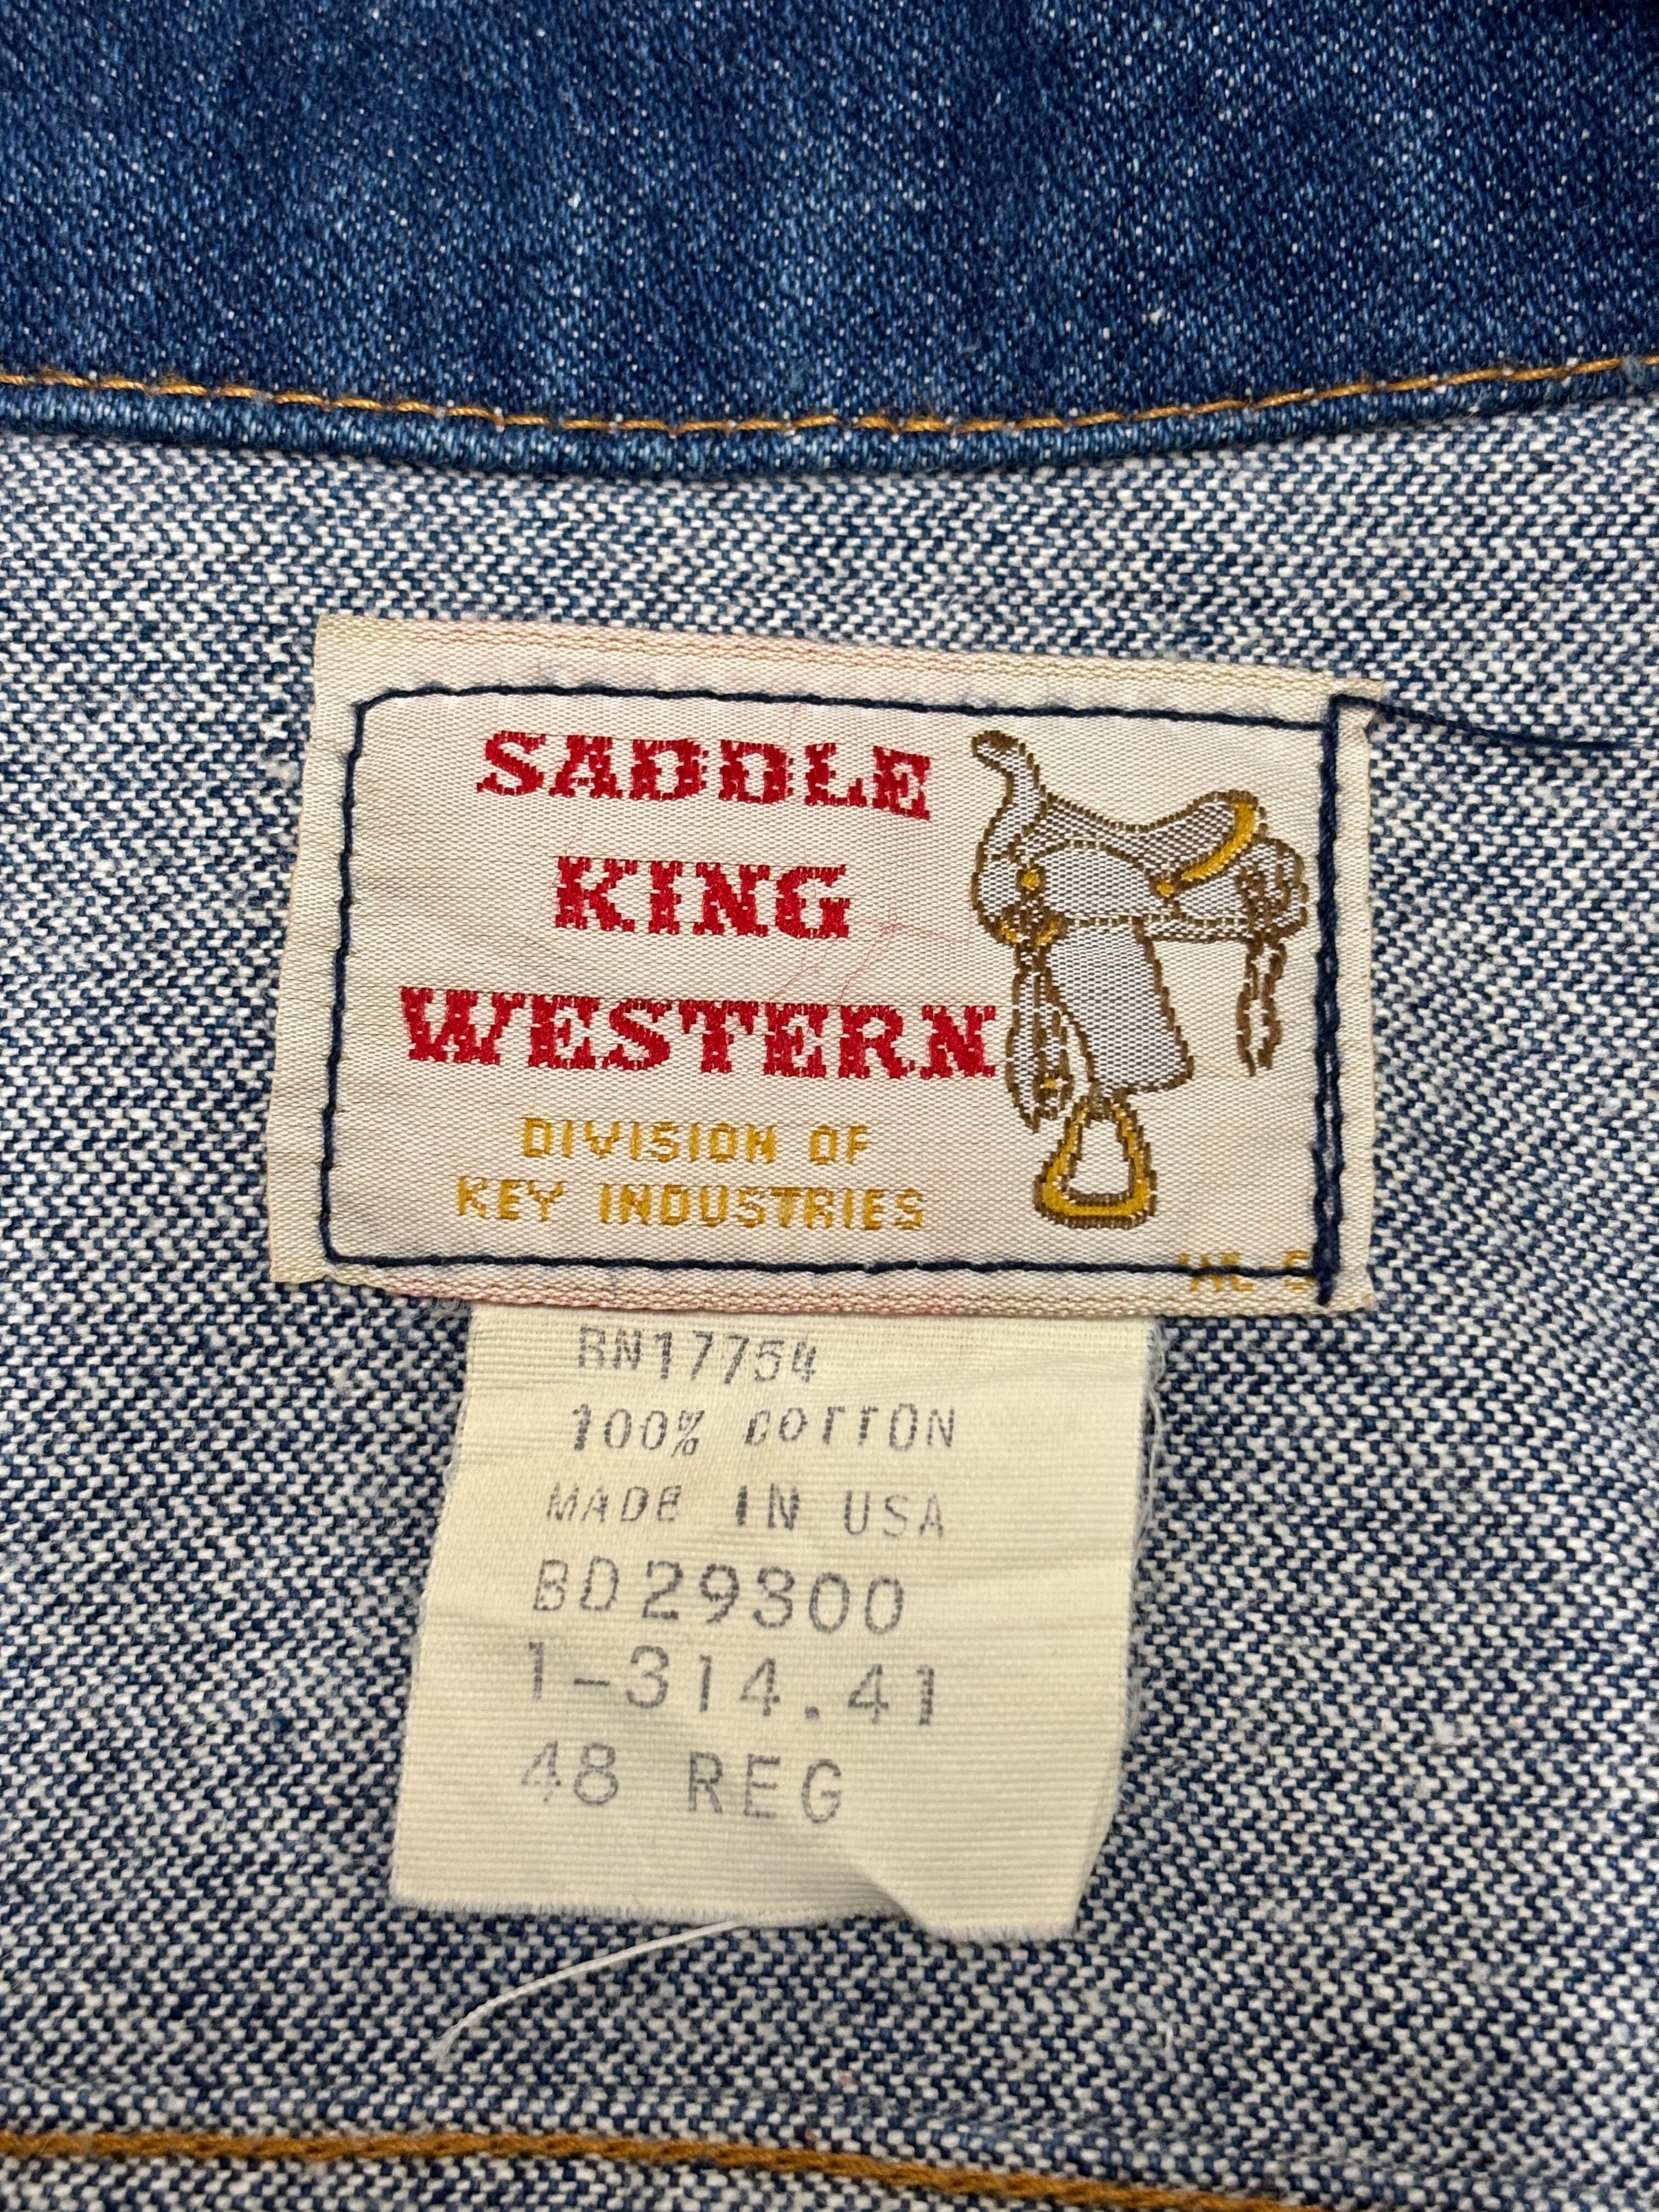 SADDLE
KING
WESTERN
DIVISION OF
KEY INDUSTRIES
RN17754
100% COTTON
MADE IN USA
BD29300
1-314.41
48 REG